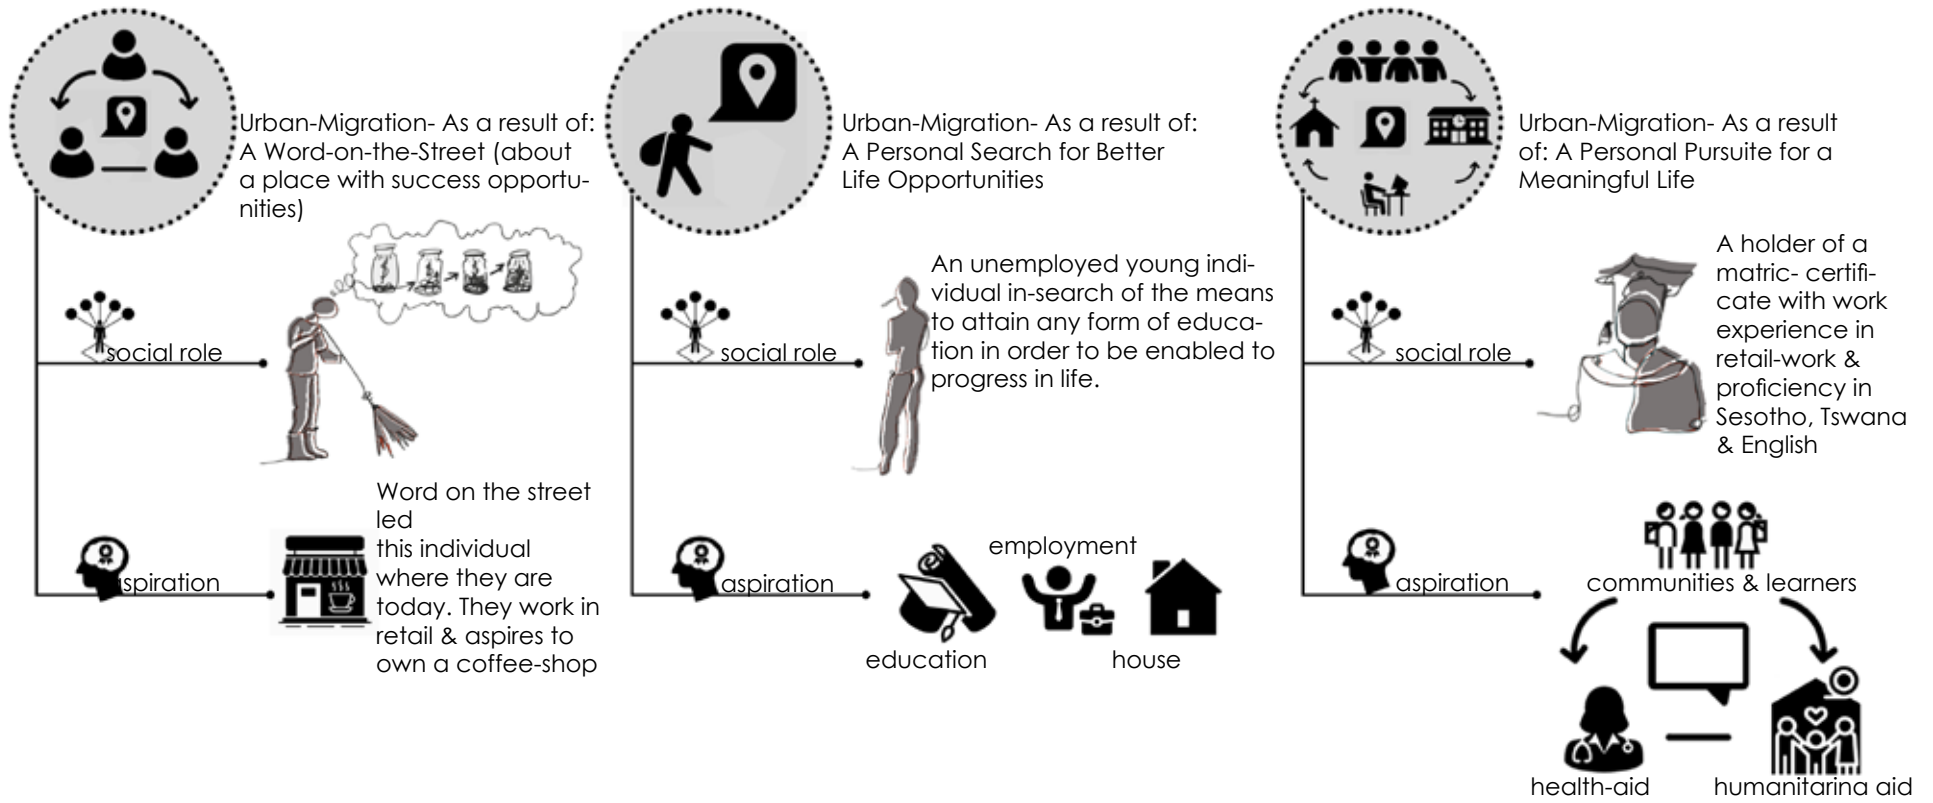 Urban-Migration- As a result of:
A Word-on-the-Street (about
a place with success opportu-
nities)
social role
Word on the street
led
this individual
where they are
today. They work in
retail & aspires to
own a coffee-shop
spiration
Urban-Migration- As a result of:
A Personal Search for Better
Life Opportunities
social role
An unemployed young indi-
vidual in-search of the means
to attain any form of educa-
tion in order to be enabled to
progress in life.
aspiration
employment
education
house
Urban-Migration- As a result
of: A Personal Pursuite for a
Meaningful Life
social role
A holder of a
matric- certifi-
cate with work
experience in
retail-work &
proficiency in
Sesotho, Tswana
& English
aspiration
communities & learners
health-aid
humanitaring aid